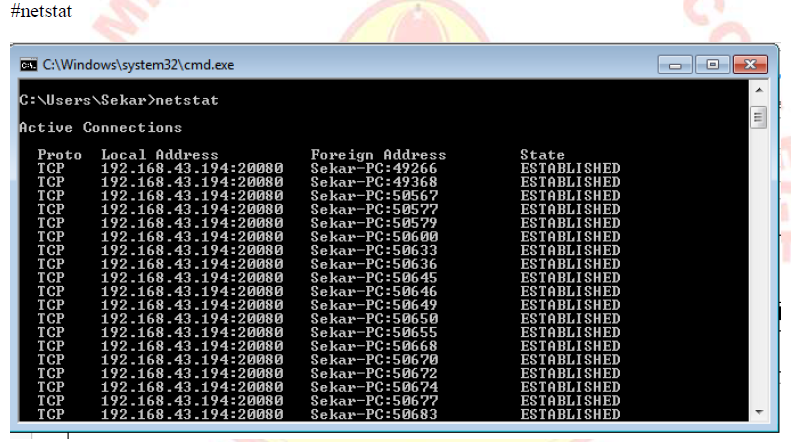 #netstat
C:\Windows\system32\cmd.exe
C:\Users\Sekar>netstat
Active Connections
Proto Local Address Foreign Address State
TCP 192.168.43.194:20080 Sekar-PC:49266 ESTABLISHED
TCP 192.168.43.194:20080 Sekar-PC:49368 ESTABLISHED
TCP 192.168.43.194:20080 Sekar-PC:50567 ESTABLISHED
TCP 192.168.43.194:20080 Sekar-PC:50577 ESTABLISHED
TCP 192.168.43.194:20080 Sekar-PC:50579 ESTABLISHED
TCP 192.168.43.194:20080 Sekar-PC:50600 ESTABLISHED
TCP 192.168.43.194:20080 Sekar-PC:50633 ESTABLISHED
TCP 192.168.43.194:20080 Sekar-PC:50636 ESTABLISHED
TCP 192.168.43.194:20080 Sekar-PC:50645 ESTABLISHED
TCP 192.168.43.194:20080 Sekar-PC:50646 ESTABLISHED
TCP 192.168.43.194:20080 Sekar-PC:50649 ESTABLISHED
TCP 192.168.43.194:20080 Sekar-PC:50650 ESTABLISHED
TCP 192.168.43.194:20080 Sekar-PC:50655 ESTABLISHED
TCP 192.168.43.194:20080 Sekar-PC:50668 ESTABLISHED
TCP 192.168.43.194:20080 Sekar-PC:50670 ESTABLISHED
TCP 192.168.43.194:20080 Sekar-PC:50672 ESTABLISHED
TCP 192.168.43.194:20080 Sekar-PC:50674 ESTABLISHED
TCP 192.168.43.194:20080 Sekar-PC:50677 ESTABLISHED
TCP 192.168.43.194:20080 Sekar-PC:50683 ESTABLISHED